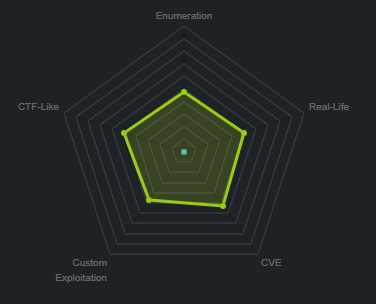 Enumeration
CTF-Like
Real-Life
Custom
Exploitation
CVE